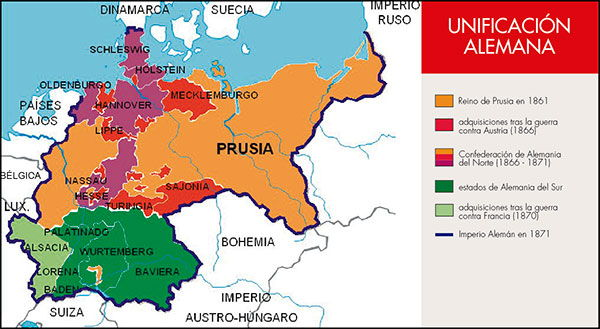 DINAMARCA
SUECIA
IMPERIO
RUSO
SCHLESWIG
HOLSTEIN
OLDENBURGO
MECKLEMBURGO
HANNOVER
PAÍSES
BAJOS
LIPPE
PRUSIA
BÉLGICA
NASSAU
HESSE
SAJONIA
TURINGIA
LUX.
PALATINADO
BOHEMIA
ALSACIA
WURTEMBERG
LORENA
BAVIERA
BADEN
SUIZA
IMPERIO
AUSTRO-HÚNGARO
UNIFICACIÓN
ALEMANA
Reino de Prusia en 1861
adquisiciones tras la guerra
contra Austria (1866)
Confederación de Alemania
del Norte (1866 - 1871)
estados de Alemania del Sur
adquisiciones tras la guerra
contra Francia (1870)
Imperio Alemán en 1871